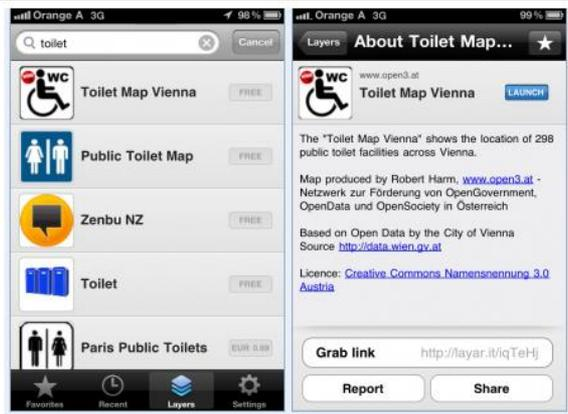 Orange A 3G
98 %
toilet
Cancel
WC
Toilet Map Vienna
FREE
Public Toilet Map
FREE
Zenbu NZ
FREE
Toilet
FREE
Paris Public Toilets
EUR 0.89
Favorites
Recent
Layers
Settings
Orange A 3G
99 %
Layers
About Toilet Map...
WC
www.open3.at
Toilet Map Vienna
LAUNCH
The "Toilet Map Vienna" shows the location of 298
public toilet facilities across Vienna.
Map produced by Robert Harm, www.open3.at -
Netzwerk zur Förderung von OpenGovernment,
OpenData und OpenSociety in Österreich
Based on Open Data by the City of Vienna
Source http://data.wien.gv.at
Licence: Creative Commons Namensnennung 3.0
Austria
Grab link
http://layar.it/iqTeHj
Report
Share